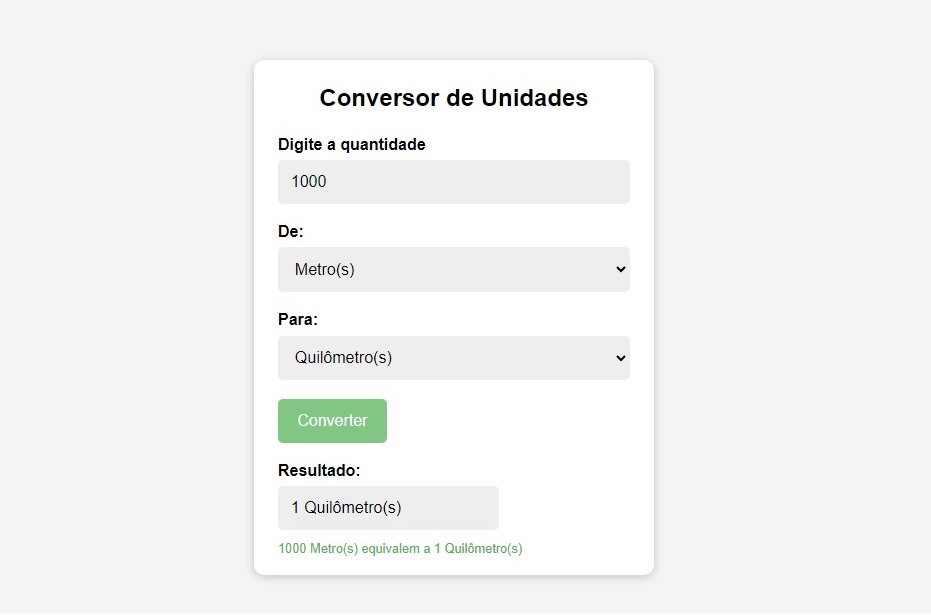 Conversor de Unidades
Digite a quantidade
1000
De:
Metro(s)
Para:
Quilômetro(s)
Converter
Resultado:
1 Quilômetro(s)
1000 Metro(s) equivalem a 1 Quilômetro(s)